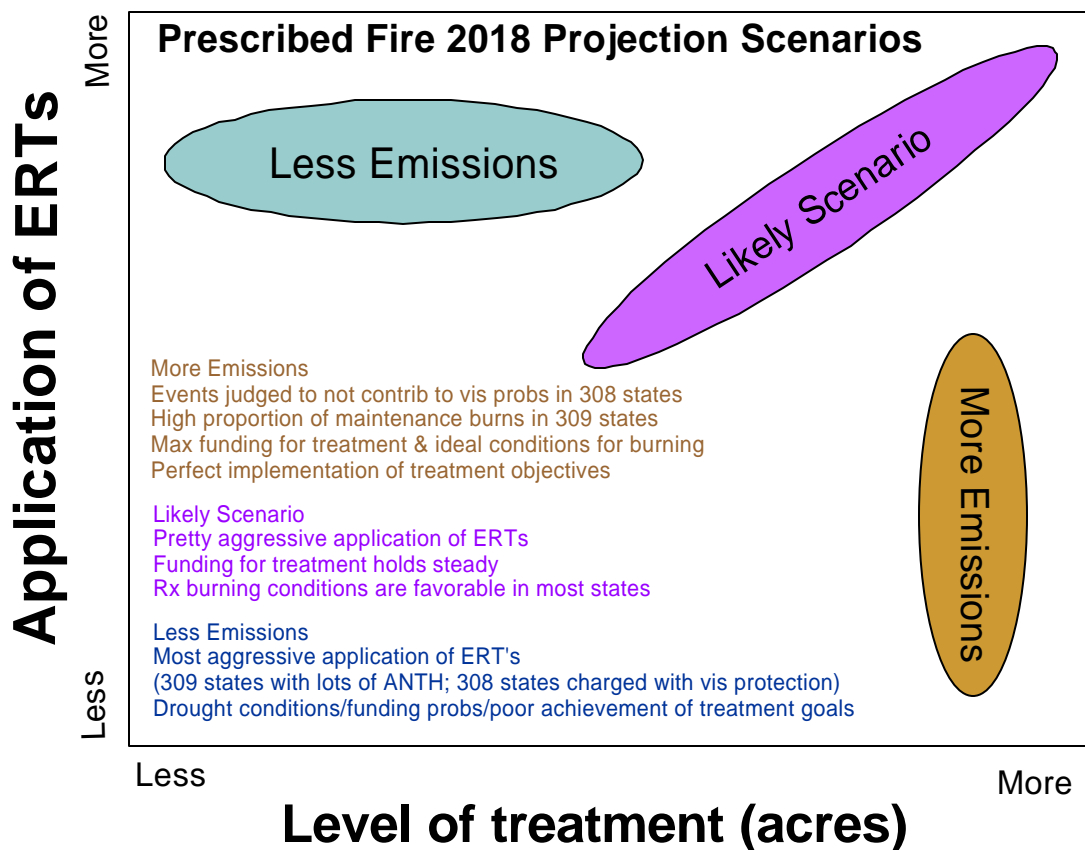 Prescribed Fire 2018 Projection Scenarios
More
Application of ERTs
Less
Less Emissions
Likely Scenario
More Emissions
More Emissions
Events judged to not contrib to vis probs in 308 states
High proportion of maintenance burns in 309 states
Max funding for treatment & ideal conditions for burning
Perfect implementation of treatment objectives
Likely Scenario
Pretty aggressive application of ERTs
Funding for treatment holds steady
Rx burning conditions are favorable in most states
Less Emissions
Most aggressive application of ERT's
(309 states with lots of ANTH; 308 states charged with vis protection)
Drought conditions/funding probs/poor achievement of treatment goals
Less
More
Level of treatment (acres)